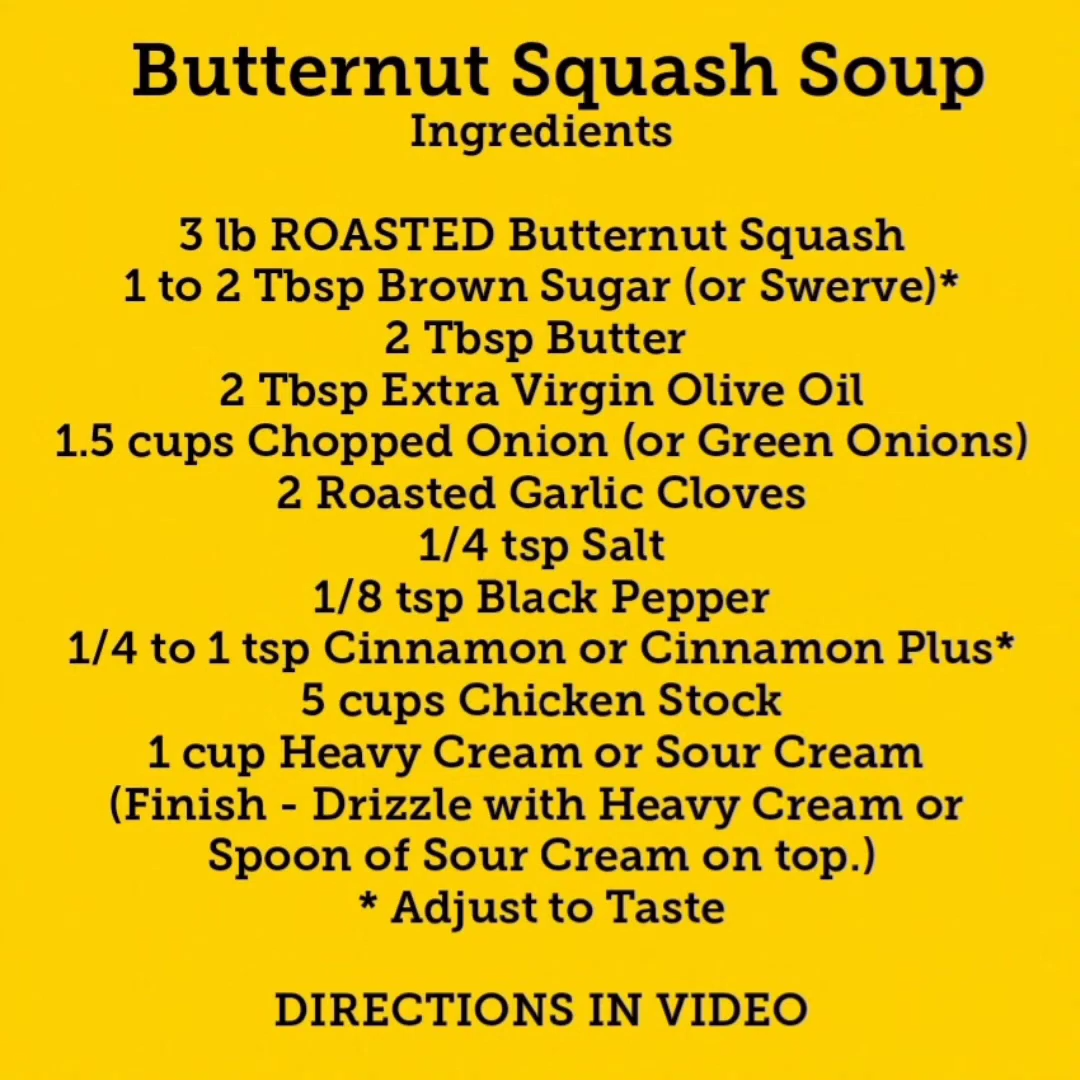 Butternut Squash Soup
Ingredients
3 lb ROASTED Butternut Squash
1 to 2 Tbsp Brown Sugar (or Swerve)*
2 Tbsp Butter
2 Tbsp Extra Virgin Olive Oil
1.5 cups Chopped Onion (or Green Onions)
2 Roasted Garlic Cloves
1/4 tsp Salt
1/8 tsp Black Pepper
1/4 to 1 tsp Cinnamon or Cinnamon Plus*
5 cups Chicken Stock
1 cup Heavy Cream or Sour Cream
(Finish - Drizzle with Heavy Cream or
Spoon of Sour Cream on top.)
* Adjust to Taste
DIRECTIONS IN VIDEO